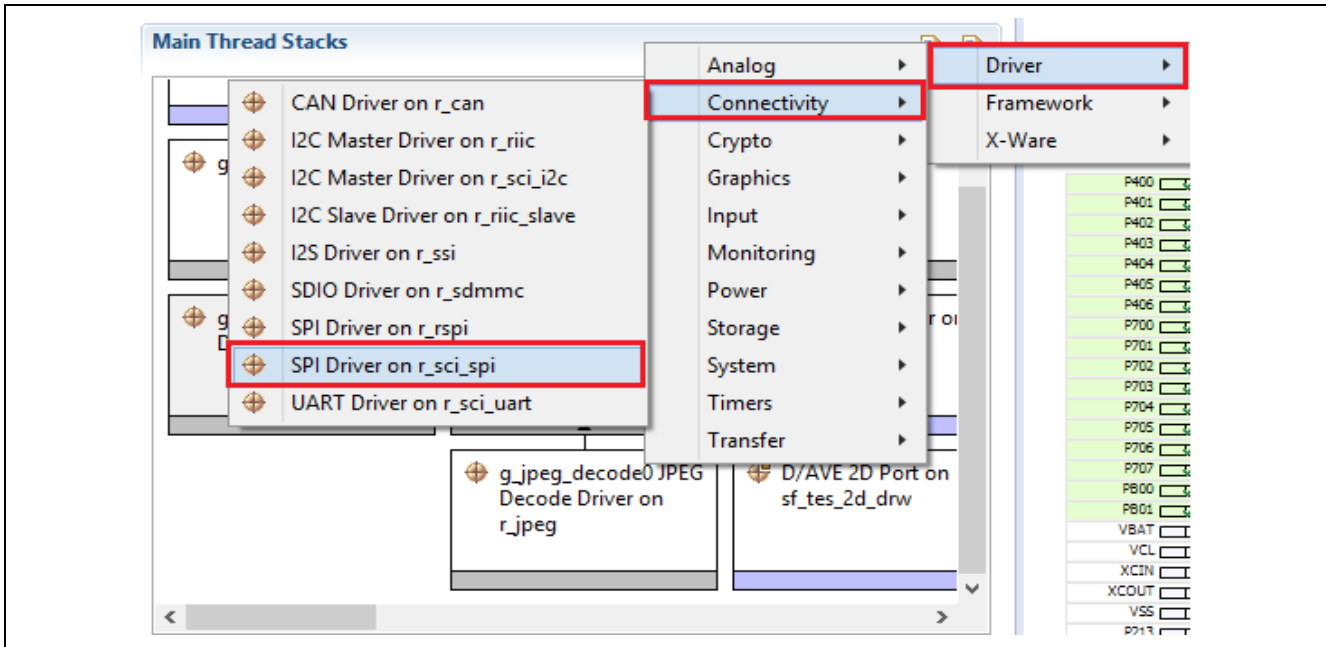 Main Thread Stacks
Driver
Framework
X-Ware
Analog
Connectivity
Crypto
Graphics
Input
Monitoring
Power
Storage
System
Timers
Transfer
CAN Driver on r_can
I2C Master Driver on r_riic
I2C Master Driver on r_sci_i2c
I2C Slave Driver on r_riic_slave
I2S Driver on r_ssi
SDIO Driver on r_sdmmc
SPI Driver on r_rspi
SPI Driver on r_sci_spi
UART Driver on r_sci_uart
g_jpeg_decode0 JPEG
Decode Driver on
r_jpeg
D/AVE 2D Port on
sf_tes_2d_drw
P400
P401
P402
P403
P404
P405
P406
P700
P701
P702
P703
P704
P705
P706
P707
PB00
PB01
VBAT
VCL
XCIN
XCOUT
VSS
P213